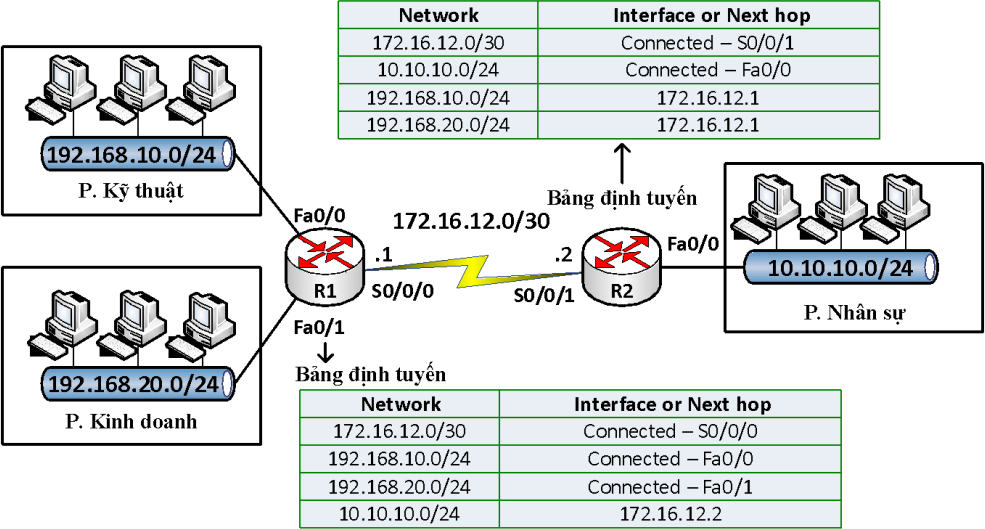 Network Interface or Next hop
172.16.12.0/30 Connected – S0/0/1
10.10.10.0/24 Connected – Fa0/0
192.168.10.0/24 172.16.12.1
192.168.20.0/24 172.16.12.1
192.168.10.0/24
P. Kỹ thuật
Bảng định tuyến
Fa0/0
172.16.12.0/30
.1
.2
Fa0/0
R1
S0/0/0
S0/0/1
R2
10.10.10.0/24
P. Nhân sự
Fa0/1
192.168.20.0/24
P. Kinh doanh
Bảng định tuyến
Network Interface or Next hop
172.16.12.0/30 Connected – S0/0/0
192.168.10.0/24 Connected – Fa0/0
192.168.20.0/24 Connected – Fa0/1
10.10.10.0/24 172.16.12.2